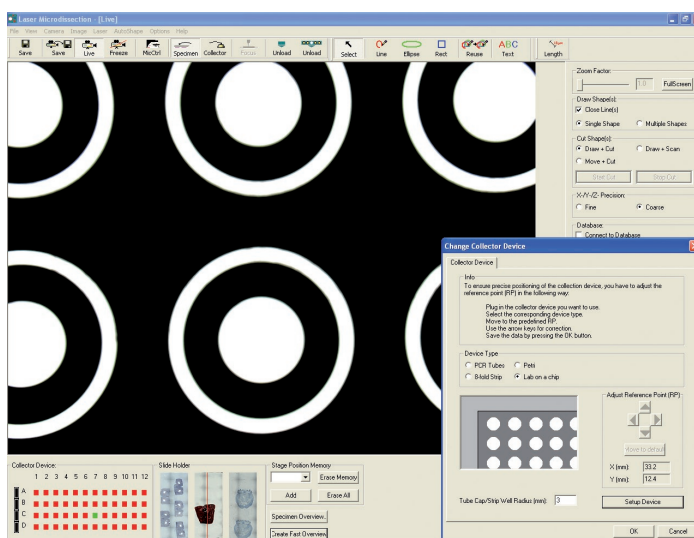 Laser Microdissection - [Live]
File View Camera Image Laser AutoShape Options Help
Save Save Live Freeze MicCtrl Specimen Collector Focus Unload Unload Select Line Ellipse Rect Reuse Text Length
ABC
Zoom Factor:
1.0 FullScreen
Draw Shape(s):
Close Line(s)
Single Shape Multiple Shapes
Cut Shape(s):
Draw + Cut Draw + Scan
Move + Cut
Start Cut Stop Cut
X-/Y-/Z- Precision:
Fine Coarse
Database:
Connect to Database
Change Collector Device
Collector Device
Info
To ensure precise positioning of the collection device, you have to adjust the
reference point (RP) in the following way:
Plug in the collector device you want to use.
Select the corresponding device type.
Move to the predefined RP.
Use the arrow keys for correction.
Save the data by pressing the OK button.
Device Type
PCR Tubes Petri
8-fold Strip Lab on a chip
Adjust Reference Point (RP)
Move to default
X (mm): 33.2
Y (mm): 12.4
Tube Cap/Strip Well Radius (mm) 3
Setup Device
OK Cancel
Collector Device:
1 2 3 4 5 6 7 8 9 10 11 12
A
B
C
D
Slide Holder
Stage Position Memory
Erase Memory
Add Erase All
Specimen Overview..
Create Fast Overview